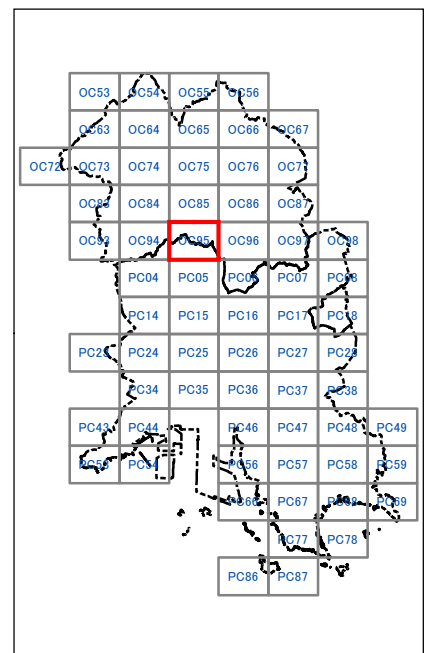 OC53 OC54 OC55 OC56
OC63 OC64 OC65 OC66 OC67
OC72 OC73 OC74 OC75 OC76 OC77
OC83 OC84 OC85 OC86 OC87
OC93 OC94 OC95 OC96 OC97 OC98
PC04 PC05 PC06 PC07 PC08
PC14 PC15 PC16 PC17 PC18
PC23 PC24 PC25 PC26 PC27 PC28
PC34 PC35 PC36 PC37 PC38
PC43 PC44 PC46 PC47 PC48 PC49
PC53 PC54 PC56 PC57 PC58 PC59
PC66 PC67 PC68 PC69
PC77 PC78
PC86 PC87